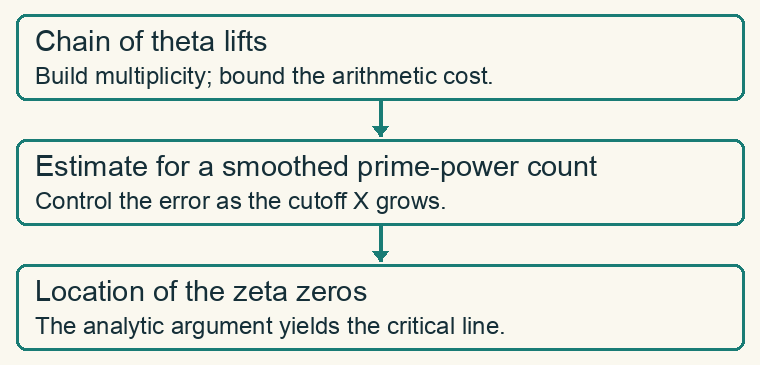 Chain of theta lifts
Build multiplicity; bound the arithmetic cost.
Estimate for a smoothed prime-power count
Control the error as the cutoff X grows.
Location of the zeta zeros
The analytic argument yields the critical line.